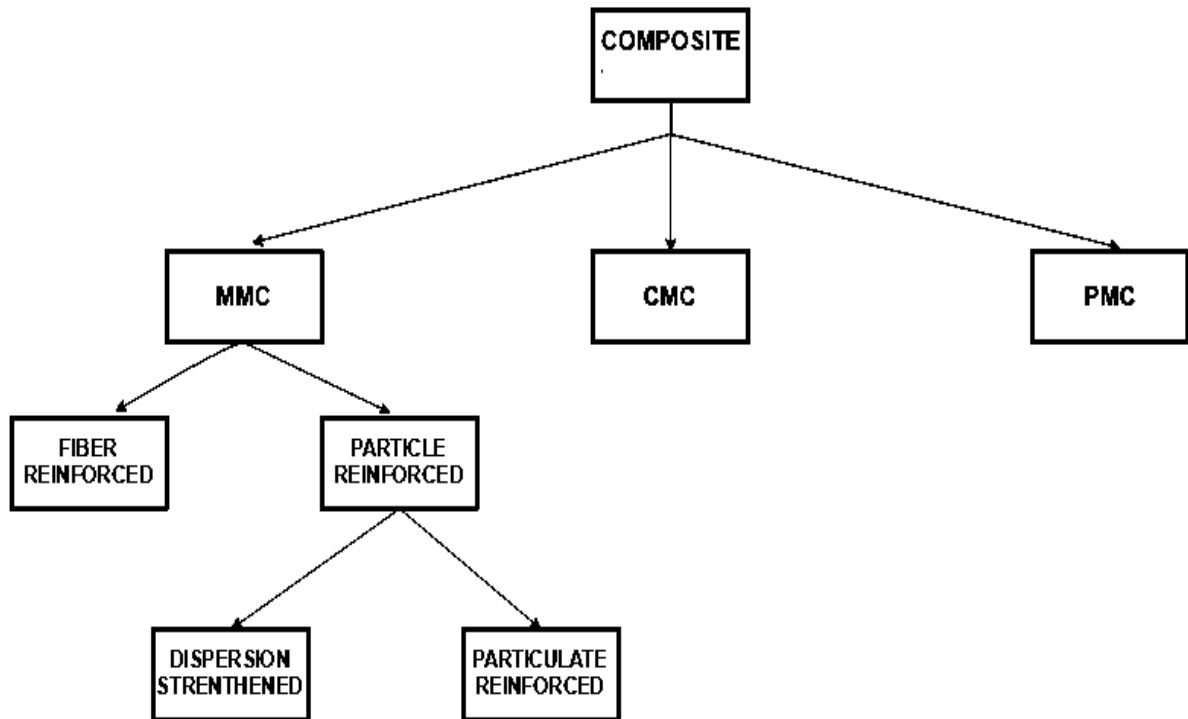 COMPOSITE
MMC
CMC
PMC
FIBER
REINFORCED
PARTICLE
REINFORCED
DISPERSION
STRENTHENED
PARTICULATE
REINFORCED